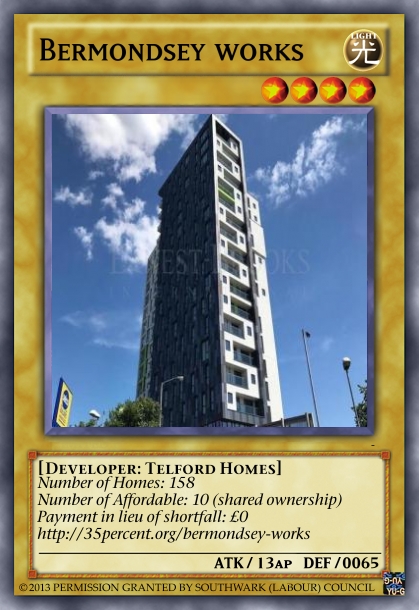 Bermondsey works
LIGHT
光
[Developer: Telford Homes]
Number of Homes: 158
Number of Affordable: 10 (shared ownership)
Payment in lieu of shortfall: £0
http://35percent.org/bermondsey-works
ATK / 13AP DEF /0065
©2013 PERMISSION GRANTED BY SOUTHWARK (LABOUR) COUNCIL